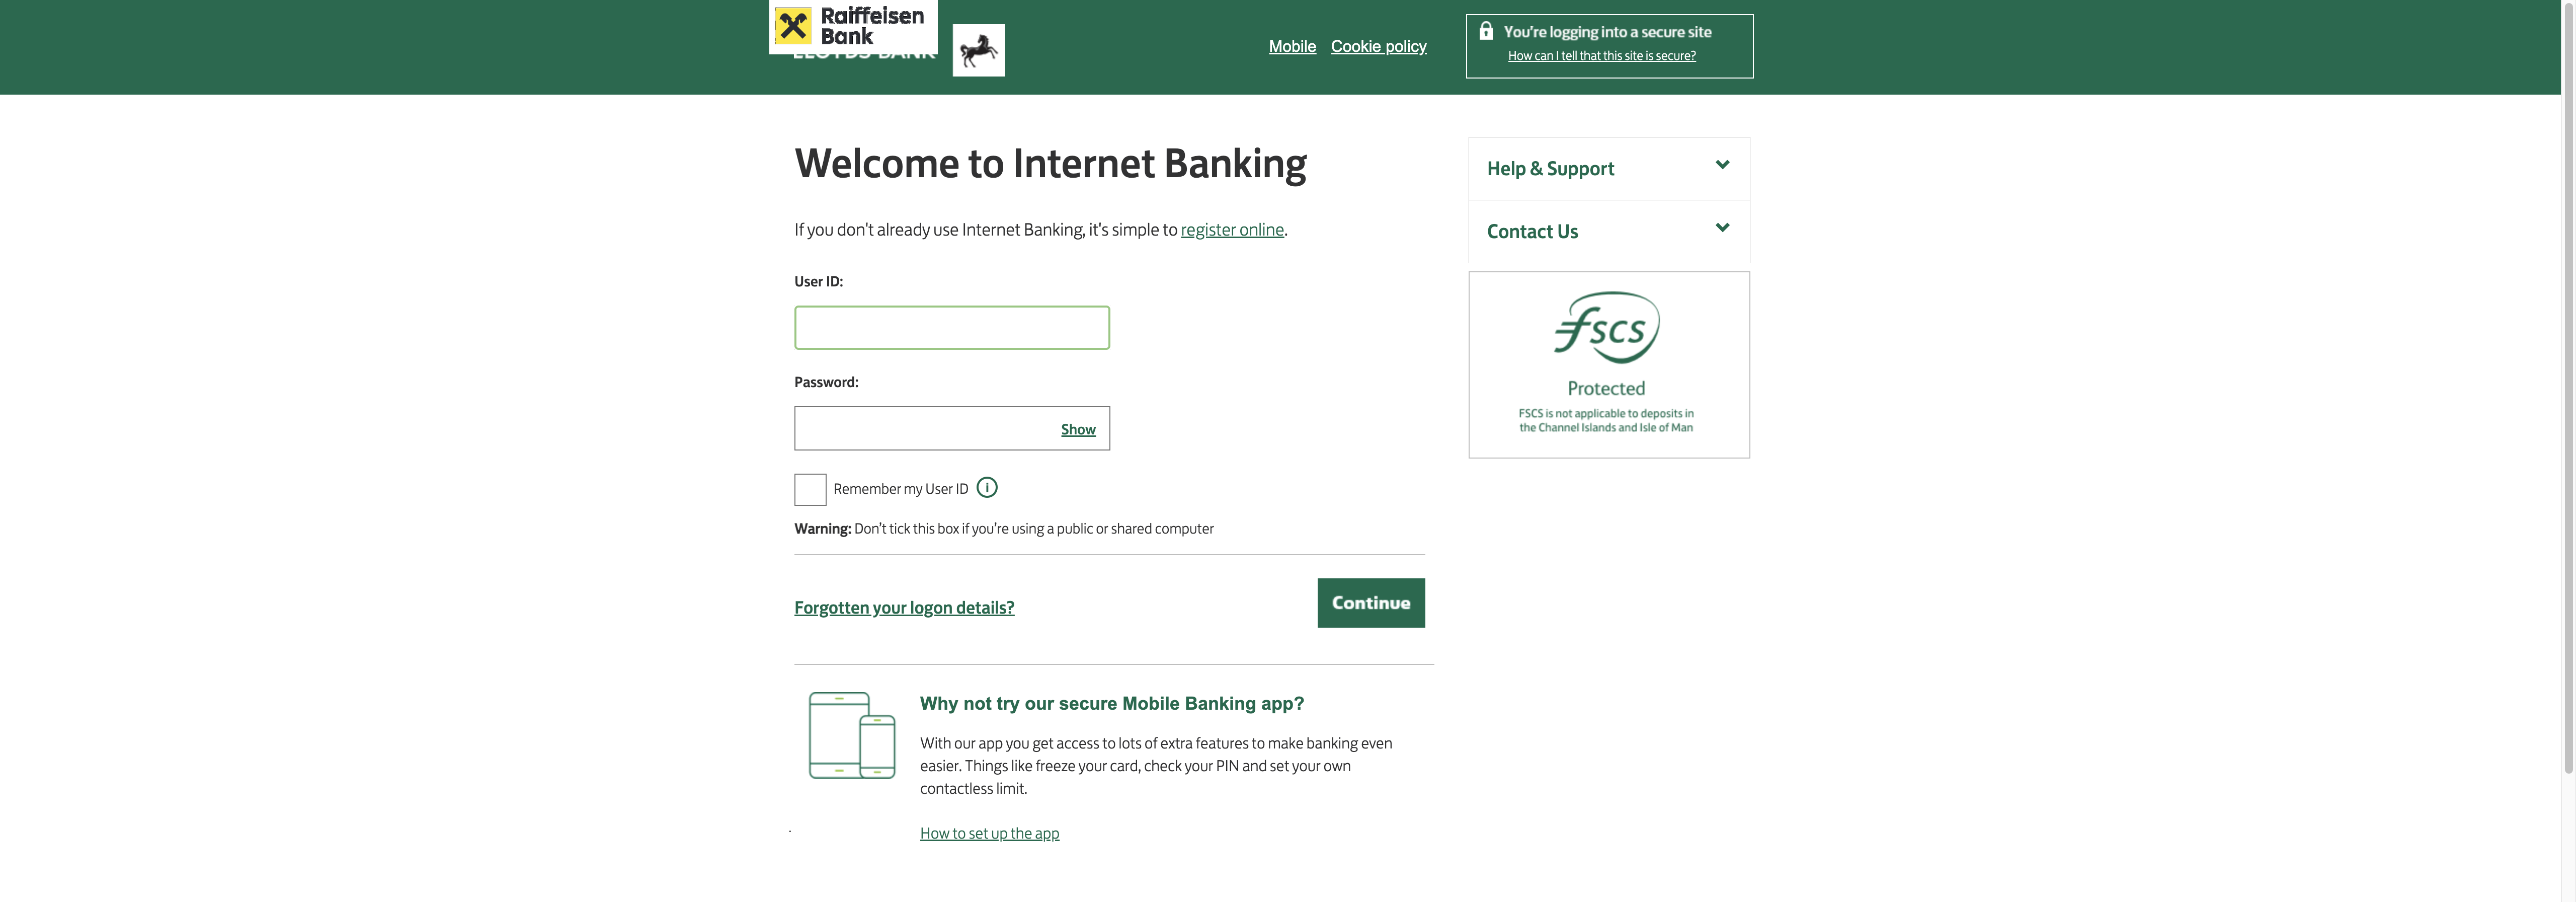 Raiffeisen
Bank
LLOYDS BANK
Mobile Cookie policy
You're logging into a secure site
How can I tell that this site is secure?
Welcome to Internet Banking
If you don't already use Internet Banking, it's simple to register online.
User ID:
Password:
Show
Remember my User ID
Warning: Don't tick this box if you're using a public or shared computer
Forgotten your logon details?
Continue
Why not try our secure Mobile Banking app?
With our app you get access to lots of extra features to make banking even
easier. Things like freeze your card, check your PIN and set your own
contactless limit.
How to set up the app
Help & Support
Contact Us
fscs
Protected
FSCS is not applicable to deposits in
the Channel Islands and Isle of Man